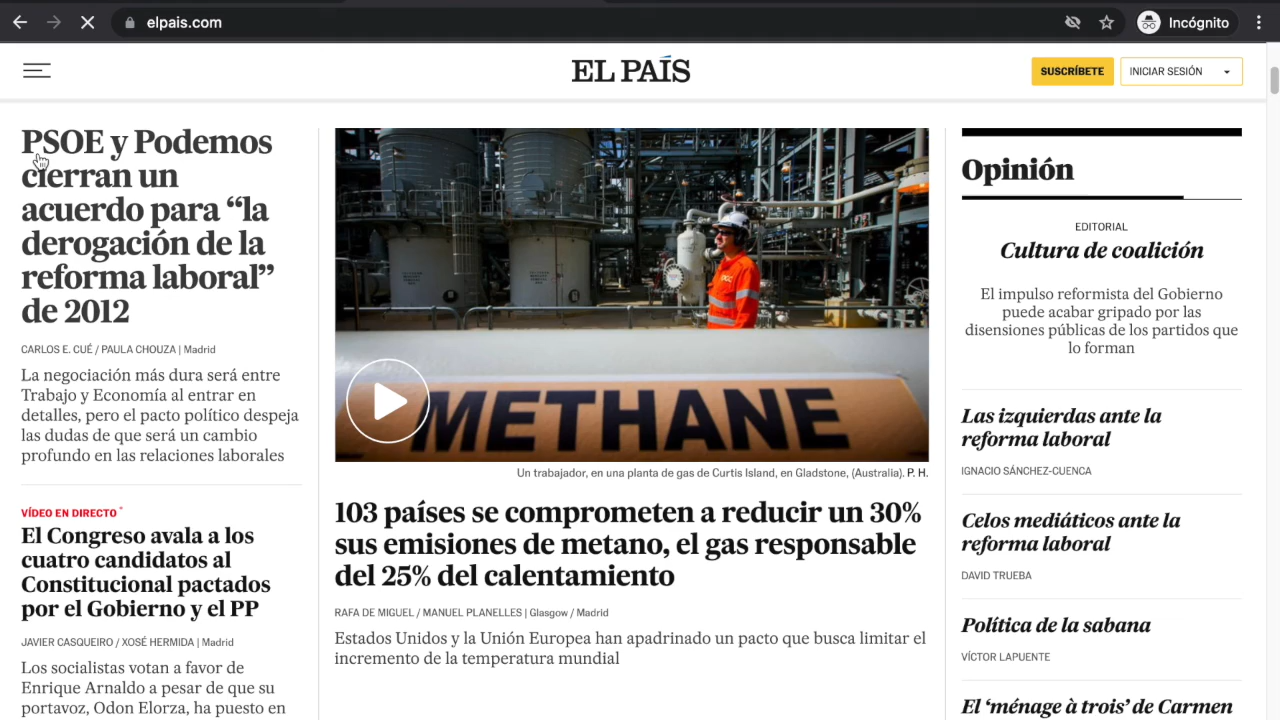 elpais.com
Incógnito
EL PAÍS
SUSCRÍBETE
INICIAR SESIÓN
PSOE y Podemos
cierran un
acuerdo para “la
derogación de la
reforma laboral”
de 2012
CARLOS E. CUÉ / PAULA CHOUZA | Madrid
La negociación más dura será entre
Trabajo y Economía al entrar en
detalles, pero el pacto político despeja
las dudas de que será un cambio
profundo en las relaciones laborales
VÍDEO EN DIRECTO
El Congreso avala a los
cuatro candidatos al
Constitucional pactados
por el Gobierno y el PP
JAVIER CASQUEIRO / XOSÉ HERMIDA | Madrid
Los socialistas votan a favor de
Enrique Arnaldo a pesar de que su
portavoz, Odon Elorza, ha puesto en
METHANE
Un trabajador, en una planta de gas de Curtis Island, en Gladstone, (Australia). P. H.
103 países se comprometen a reducir un 30%
sus emisiones de metano, el gas responsable
del 25% del calentamiento
RAFA DE MIGUEL / MANUEL PLANELLES | Glasgow / Madrid
Estados Unidos y la Unión Europea han apadrinado un pacto que busca limitar el
incremento de la temperatura mundial
Opinión
EDITORIAL
Cultura de coalición
El impulso reformista del Gobierno
puede acabar gripado por las
disensiones públicas de los partidos que
lo forman
Las izquierdas ante la
reforma laboral
IGNACIO SÁNCHEZ-CUENCA
Celos mediáticos ante la
reforma laboral
DAVID TRUEBA
Política de la sabana
VÍCTOR LAPUENTE
El ‘ménage à trois’ de Carmen